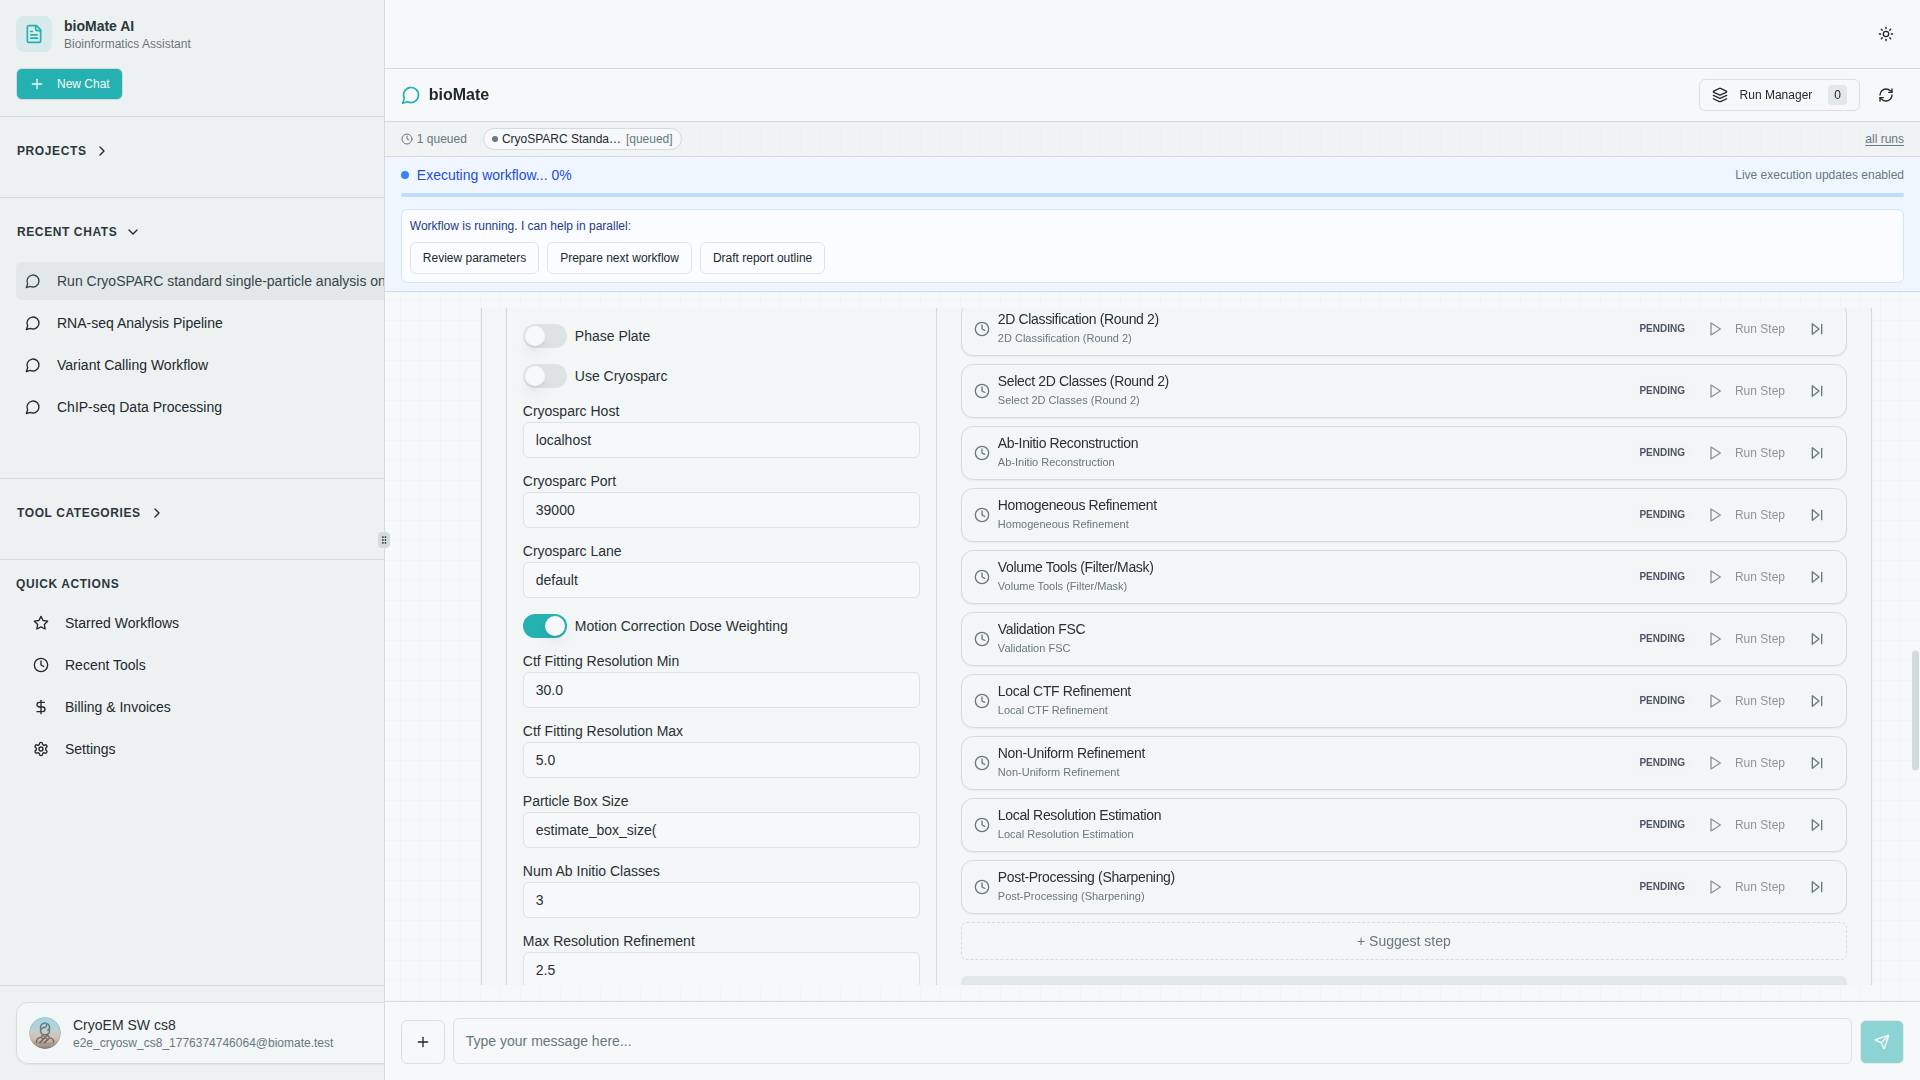 bioMate AI
Bioinformatics Assistant
New Chat
PROJECTS
RECENT CHATS
Run CryoSPARC standard single-particle analysis on
RNA-seq Analysis Pipeline
Variant Calling Workflow
ChIP-seq Data Processing
TOOL CATEGORIES
QUICK ACTIONS
Starred Workflows
Recent Tools
Billing & Invoices
Settings
CryoEM SW cs8
e2e_cryosw_cs8_1776374746064@biomate.test
bioMate
Run Manager 0
1 queued
CryoSPARC Standa… [queued]
all runs
Executing workflow... 0%
Live execution updates enabled
Workflow is running. I can help in parallel:
Review parameters
Prepare next workflow
Draft report outline
Phase Plate
Use Cryosparc
Cryosparc Host
localhost
Cryosparc Port
39000
Cryosparc Lane
default
Motion Correction Dose Weighting
Ctf Fitting Resolution Min
30.0
Ctf Fitting Resolution Max
5.0
Particle Box Size
estimate_box_size(
Num Ab Initio Classes
3
Max Resolution Refinement
2.5
2D Classification (Round 2)
2D Classification (Round 2)
PENDING Run Step
Select 2D Classes (Round 2)
Select 2D Classes (Round 2)
PENDING Run Step
Ab-Initio Reconstruction
Ab-Initio Reconstruction
PENDING Run Step
Homogeneous Refinement
Homogeneous Refinement
PENDING Run Step
Volume Tools (Filter/Mask)
Volume Tools (Filter/Mask)
PENDING Run Step
Validation FSC
Validation FSC
PENDING Run Step
Local CTF Refinement
Local CTF Refinement
PENDING Run Step
Non-Uniform Refinement
Non-Uniform Refinement
PENDING Run Step
Local Resolution Estimation
Local Resolution Estimation
PENDING Run Step
Post-Processing (Sharpening)
Post-Processing (Sharpening)
PENDING Run Step
+ Suggest step
Type your message here...